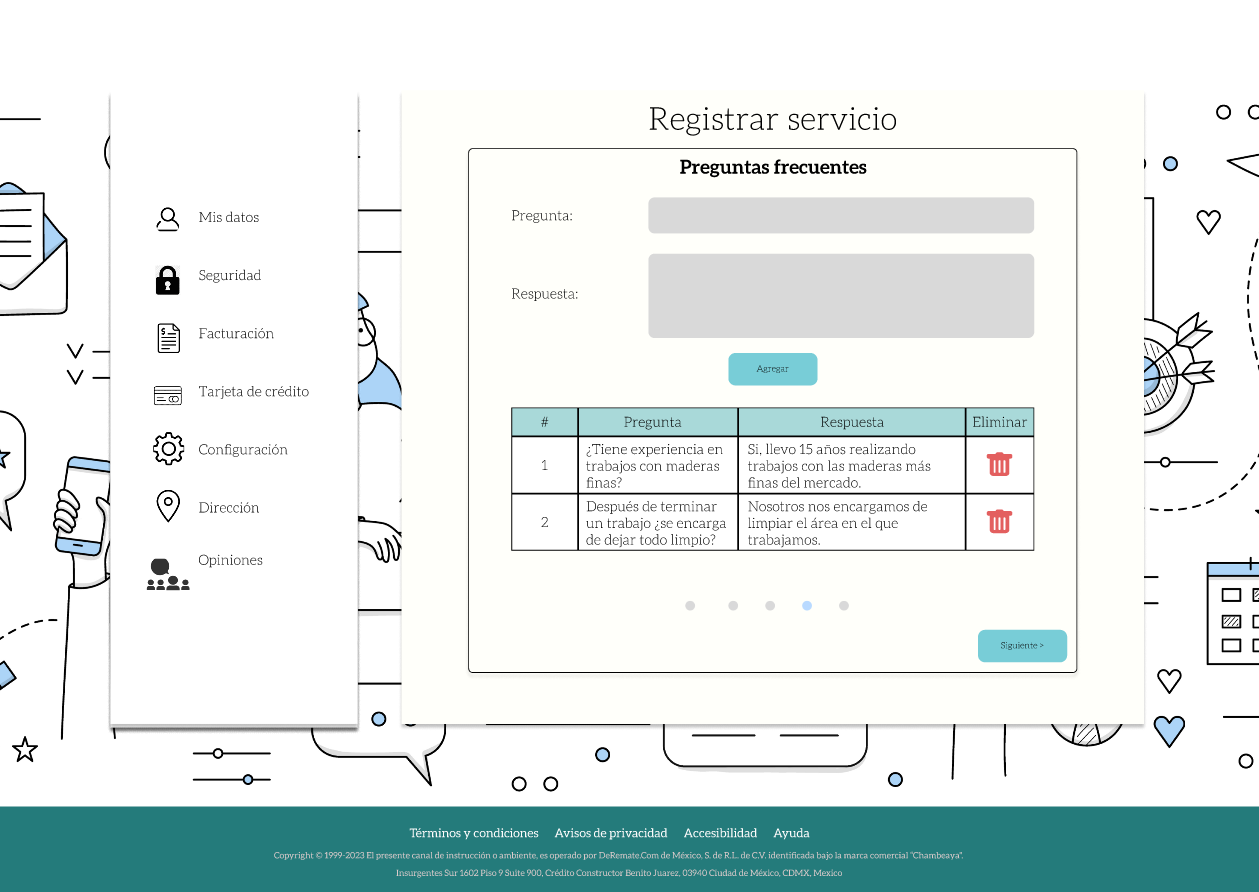 Registrar servicio
Preguntas frecuentes
Mis datos
Seguridad
Facturación
Tarjeta de crédito
Configuración
Dirección
Opiniones
Pregunta:
Respuesta:
Agregar
# Pregunta Respuesta Eliminar
1
¿Tiene experiencia en
trabajos con maderas
finas?
Si, llevo 15 años realizando
trabajos con las maderas más
finas del mercado.
2
Después de terminar
un trabajo ¿se encarga
de dejar todo limpio?
Nosotros nos encargamos de
limpiar el área en el que
trabajamos.
Siguiente >
Términos y condiciones Avisos de privacidad Accesibilidad Ayuda
Copyright © 1999-2023 El presente canal de instrucción o ambiente, es operado por DeRemate.Com de México, S. de R.L. de C.V. identificada bajo la marca comercial "Chambeaya".
Insurgentes Sur 1602 Piso 9 Suite 900, Crédito Constructor Benito Juarez, 03940 Ciudad de México, CDMX, Mexico